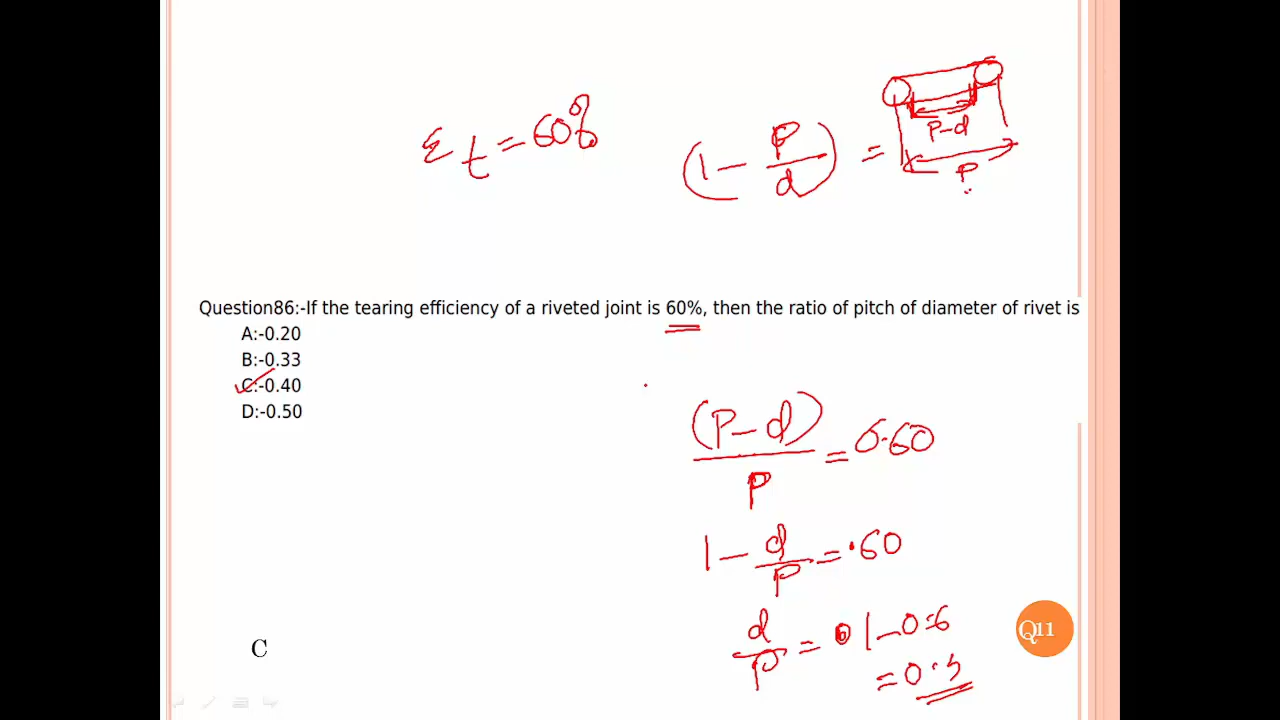 ε t = 60%
(1 - P/d) =
P-d
P
Question86:-If the tearing efficiency of a riveted joint is 60%, then the ratio of pitch of diameter of rivet is
A:-0.20
B:-0.33
C:-0.40
D:-0.50
(P-d)/P = 0.60
1 - d/P = .60
d/P = 1-0.6
= 0.
C
Q11